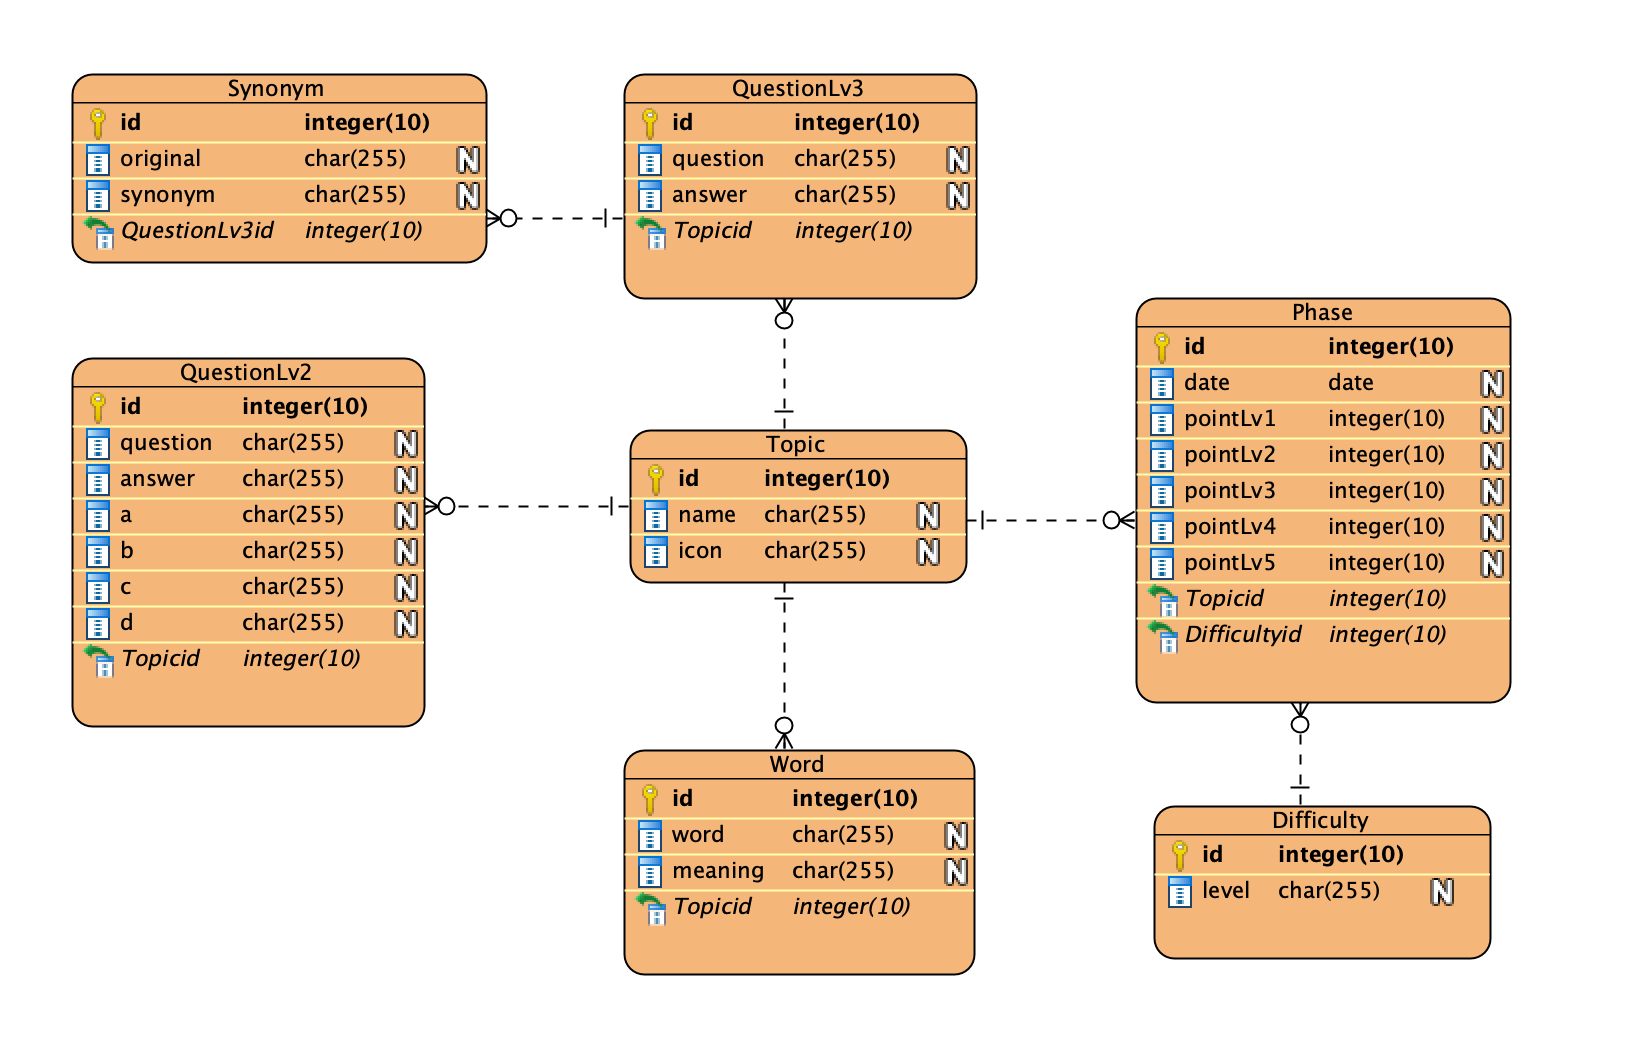 Synonym
id integer(10)
original char(255) N
synonym char(255) N
QuestionLv3id integer(10)
QuestionLv3
id integer(10)
question char(255) N
answer char(255) N
Topicid integer(10)
QuestionLv2
id integer(10)
question char(255) N
answer char(255) N
a char(255) N
b char(255) N
c char(255) N
d char(255) N
Topicid integer(10)
Topic
id integer(10)
name char(255) N
icon char(255) N
Phase
id integer(10)
date date N
pointLv1 integer(10) N
pointLv2 integer(10) N
pointLv3 integer(10) N
pointLv4 integer(10) N
pointLv5 integer(10) N
Topicid integer(10)
Difficultyid integer(10)
Word
id integer(10)
word char(255) N
meaning char(255) N
Topicid integer(10)
Difficulty
id integer(10)
level char(255) N